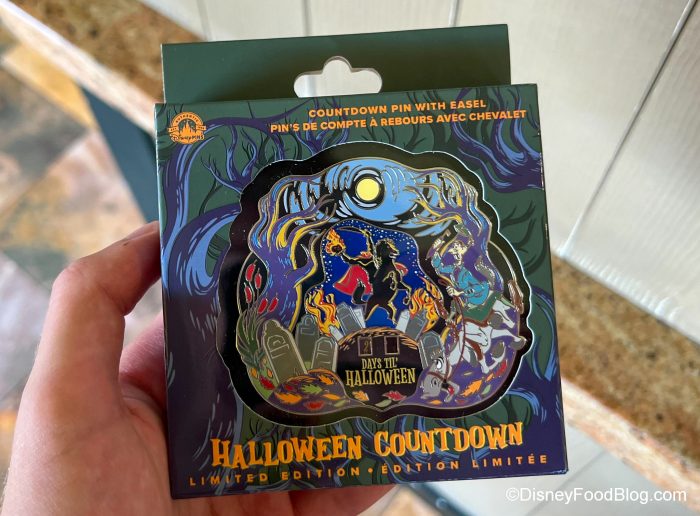 COUNTDOWN PIN WITH EASEL
PIN'S DE COMPTE À REBOURS AVEC CHEVALET
DAYS TIL'
HALLOWEEN
HALLOWEEN COUNTDOWN
LIMITED EDITION • ÉDITION LIMITÉE
©DisneyFoodBlog.com